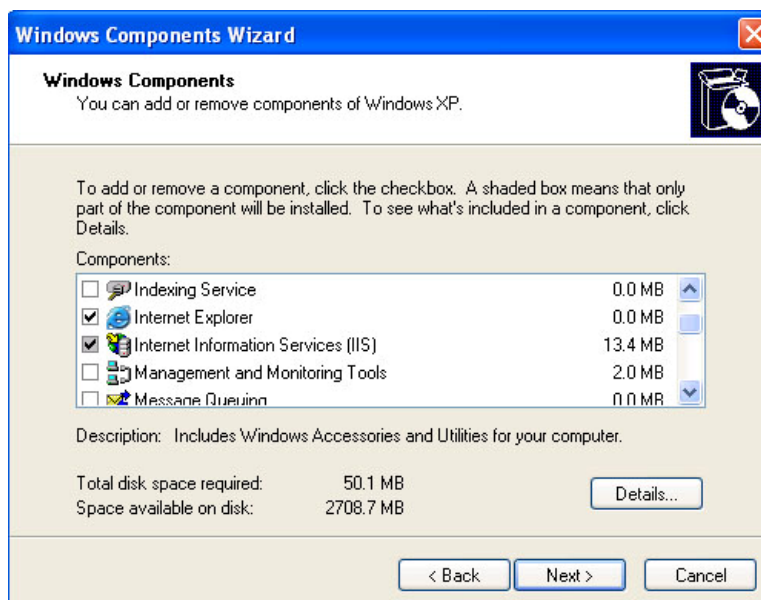 Windows Components Wizard
Windows Components
You can add or remove components of Windows XP.
To add or remove a component, click the checkbox. A shaded box means that only
part of the component will be installed. To see what's included in a component, click
Details.
Components:
Indexing Service 0.0 MB
Internet Explorer 0.0 MB
Internet Information Services (IIS) 13.4 MB
Management and Monitoring Tools 2.0 MB
Message Queuing 0.0 MB
Description: Includes Windows Accessories and Utilities for your computer.
Total disk space required: 50.1 MB
Space available on disk: 2708.7 MB
Details...
< Back Next > Cancel